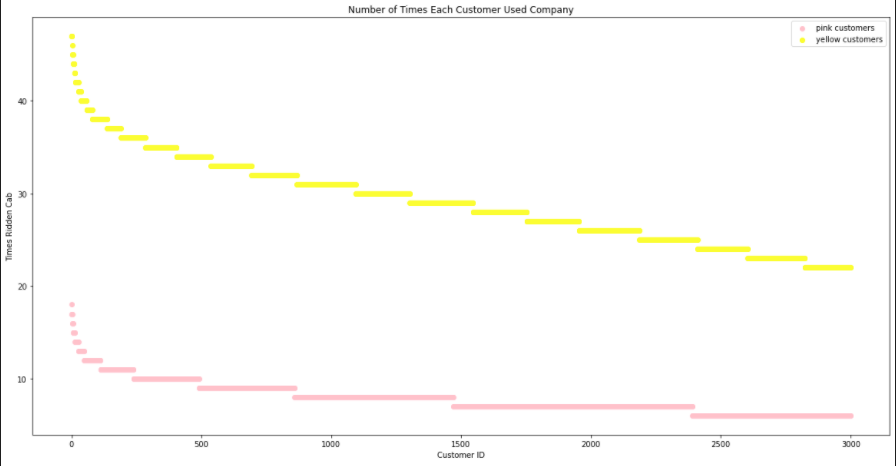 Number of Times Each Customer Used Company
pink customers
yellow customers
Times Ridden Cab
40
30
20
10
0
500
1000
1500
2000
2500
3000
Customer ID